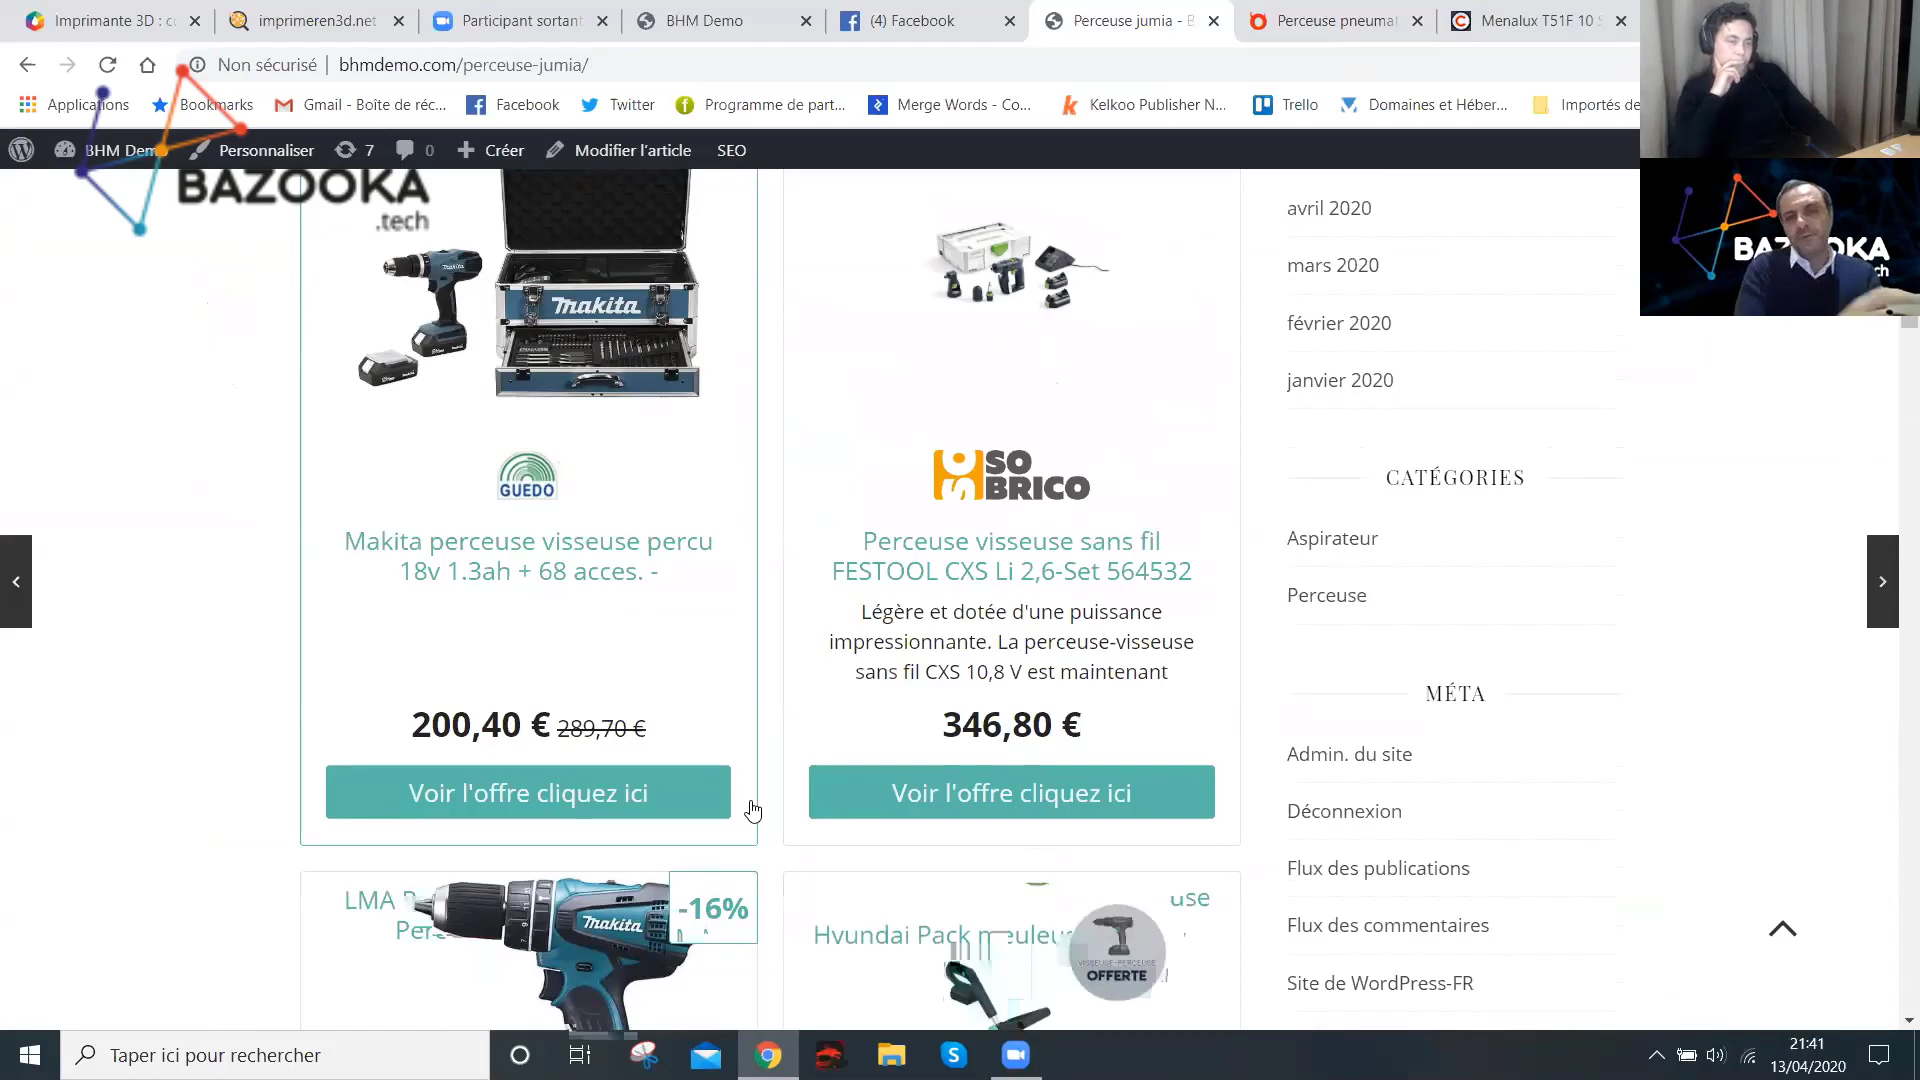 Imprimante 3D : c
imprimeren3d.net
Participant sortant
BHM Demo
(4) Facebook
Perceuse jumia - B
Perceuse pneuma
Menalux T51F 10 S
Non sécurisé
bhmdemo.com/perceuse-jumia/
Applications
Bookmarks
Gmail - Boîte de réc...
Facebook
Twitter
Programme de part...
Merge Words - Co...
Kelkoo Publisher N...
Trello
Domaines et Héber...
Importés de
BHM Demo
Personnaliser
7
0
Créer
Modifier l'article
SEO
BAZOOKA
.tech
makita
makita
GUEDO
Makita perceuse visseuse percu
18v 1.3ah + 68 acces. -
200,40 € 289,70 €
Voir l'offre cliquez ici
SO
BRICO
Perceuse visseuse sans fil
FESTOOL CXS Li 2,6-Set 564532
Légère et dotée d'une puissance
impressionnante. La perceuse-visseuse
sans fil CXS 10,8 V est maintenant
346,80 €
Voir l'offre cliquez ici
LMA
-16%
makita
Hyundai Pack meuleu
VISSEUSE-PERCEUSE
OFFERTE
avril 2020
mars 2020
février 2020
janvier 2020
CATÉGORIES
Aspirateur
Perceuse
MÉTA
Admin. du site
Déconnexion
Flux des publications
Flux des commentaires
Site de WordPress-FR
BAZOOKA
Taper ici pour rechercher
21:41
13/04/2020